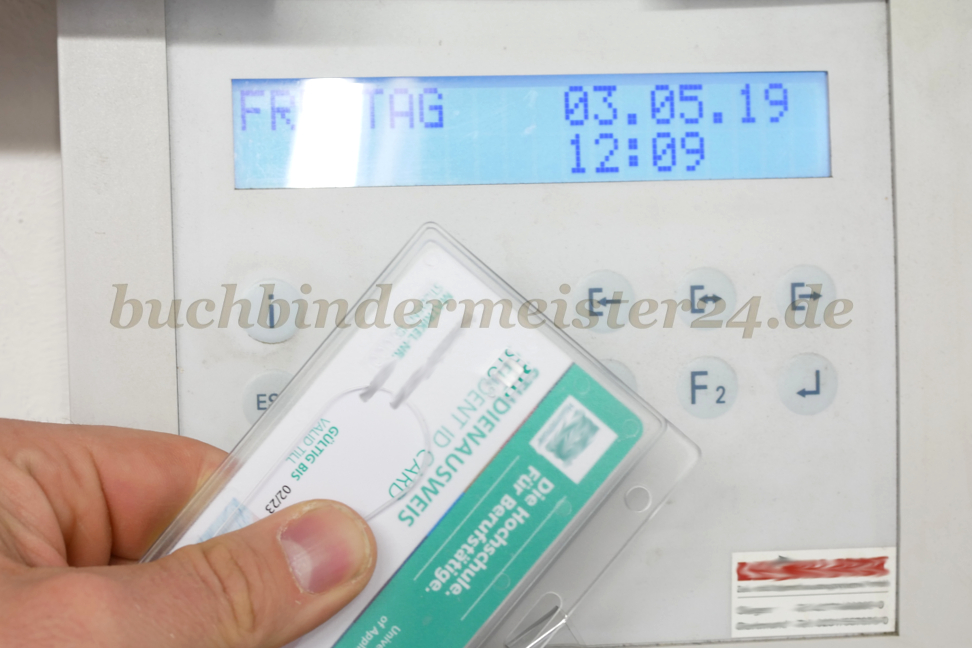 FR TAG 03.05.19
12:09
buchbindermeister24.de
i
F2
STUDIENAUSWEIS
STUDENT ID CARD
GÜLTIG BIS
VALID TILL
02/23
Die Hochschule.
Für Berufstätige.